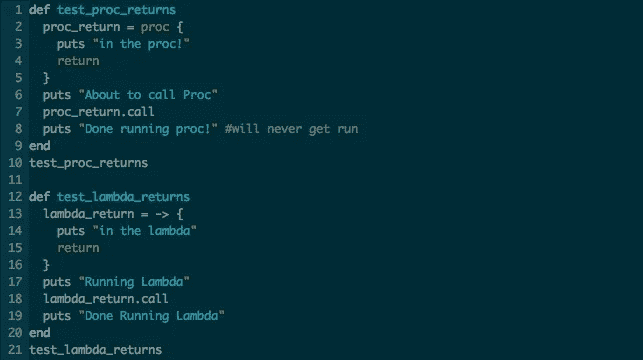 1 def test_proc_returns
2   proc_return = proc {
3     puts "in the proc!"
4     return
5   }
6   puts "About to call Proc"
7   proc_return.call
8   puts "Done running proc!" #will never get run
9 end
10 test_proc_returns
11
12 def test_lambda_returns
13   lambda_return = -> {
14     puts "in the lambda"
15     return
16   }
17   puts "Running Lambda"
18   lambda_return.call
19   puts "Done Running Lambda"
20 end
21 test_lambda_returns